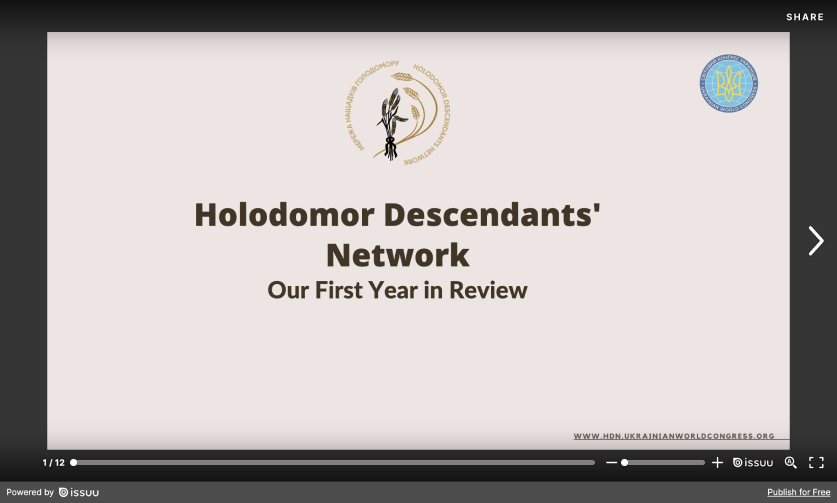 SHARE
МЕРЕЖА НАЩАДКІВ ГОЛОДОМОРУ
HOLODOMOR DESCENDANTS NETWORK
Holodomor Descendants'
Network
Our First Year in Review
WWW.HDN.UKRAINIANWORLDCONGRESS.ORG
1 / 12
issuu
Powered by issuu
Publish for Free